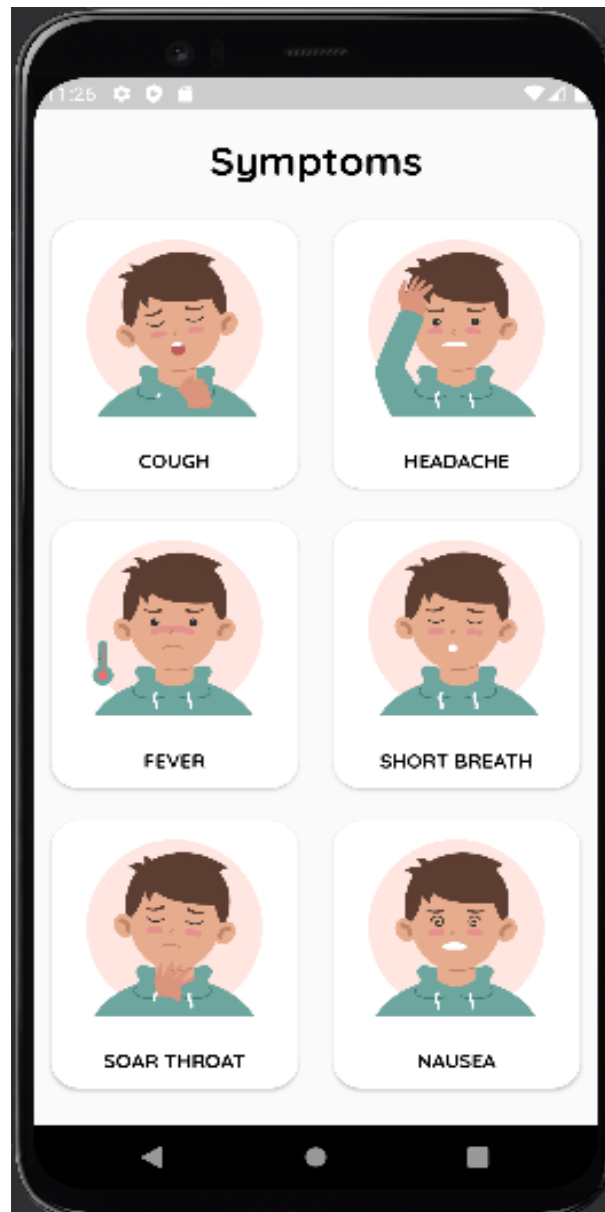 11:26
Symptoms
COUGH
HEADACHE
FEVER
SHORT BREATH
SOAR THROAT
NAUSEA